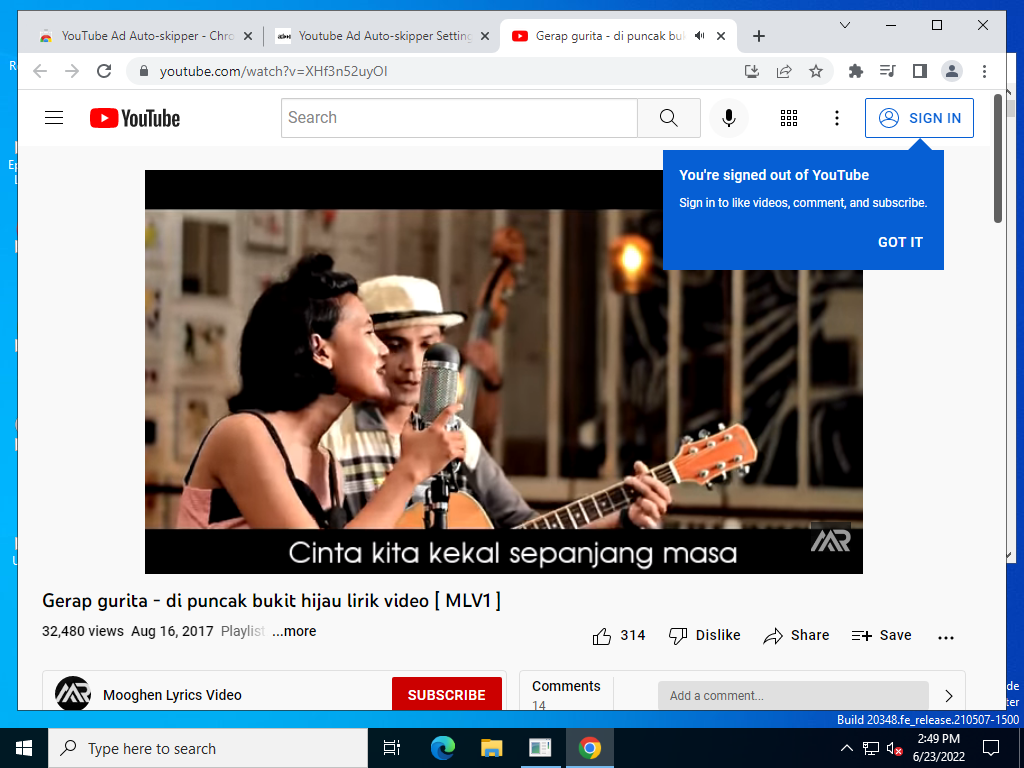 YouTube Ad Auto-skipper - Chro
Youtube Ad Auto-skipper Setting
Gerap gurita - di puncak buk
youtube.com/watch?v=XHf3n52uyOI
YouTube
Search
SIGN IN
You're signed out of YouTube
Sign in to like videos, comment, and subscribe.
GOT IT
Cinta kita kekal sepanjang masa
MR
Gerap gurita - di puncak bukit hijau lirik video [ MLV1 ]
32,480 views Aug 16, 2017 Playlist ...more
314 Dislike Share Save
Mooghen Lyrics Video
SUBSCRIBE
Comments
14
Add a comment...
Build 20348.fe_release.210507-1500
Type here to search
2:49 PM
6/23/2022